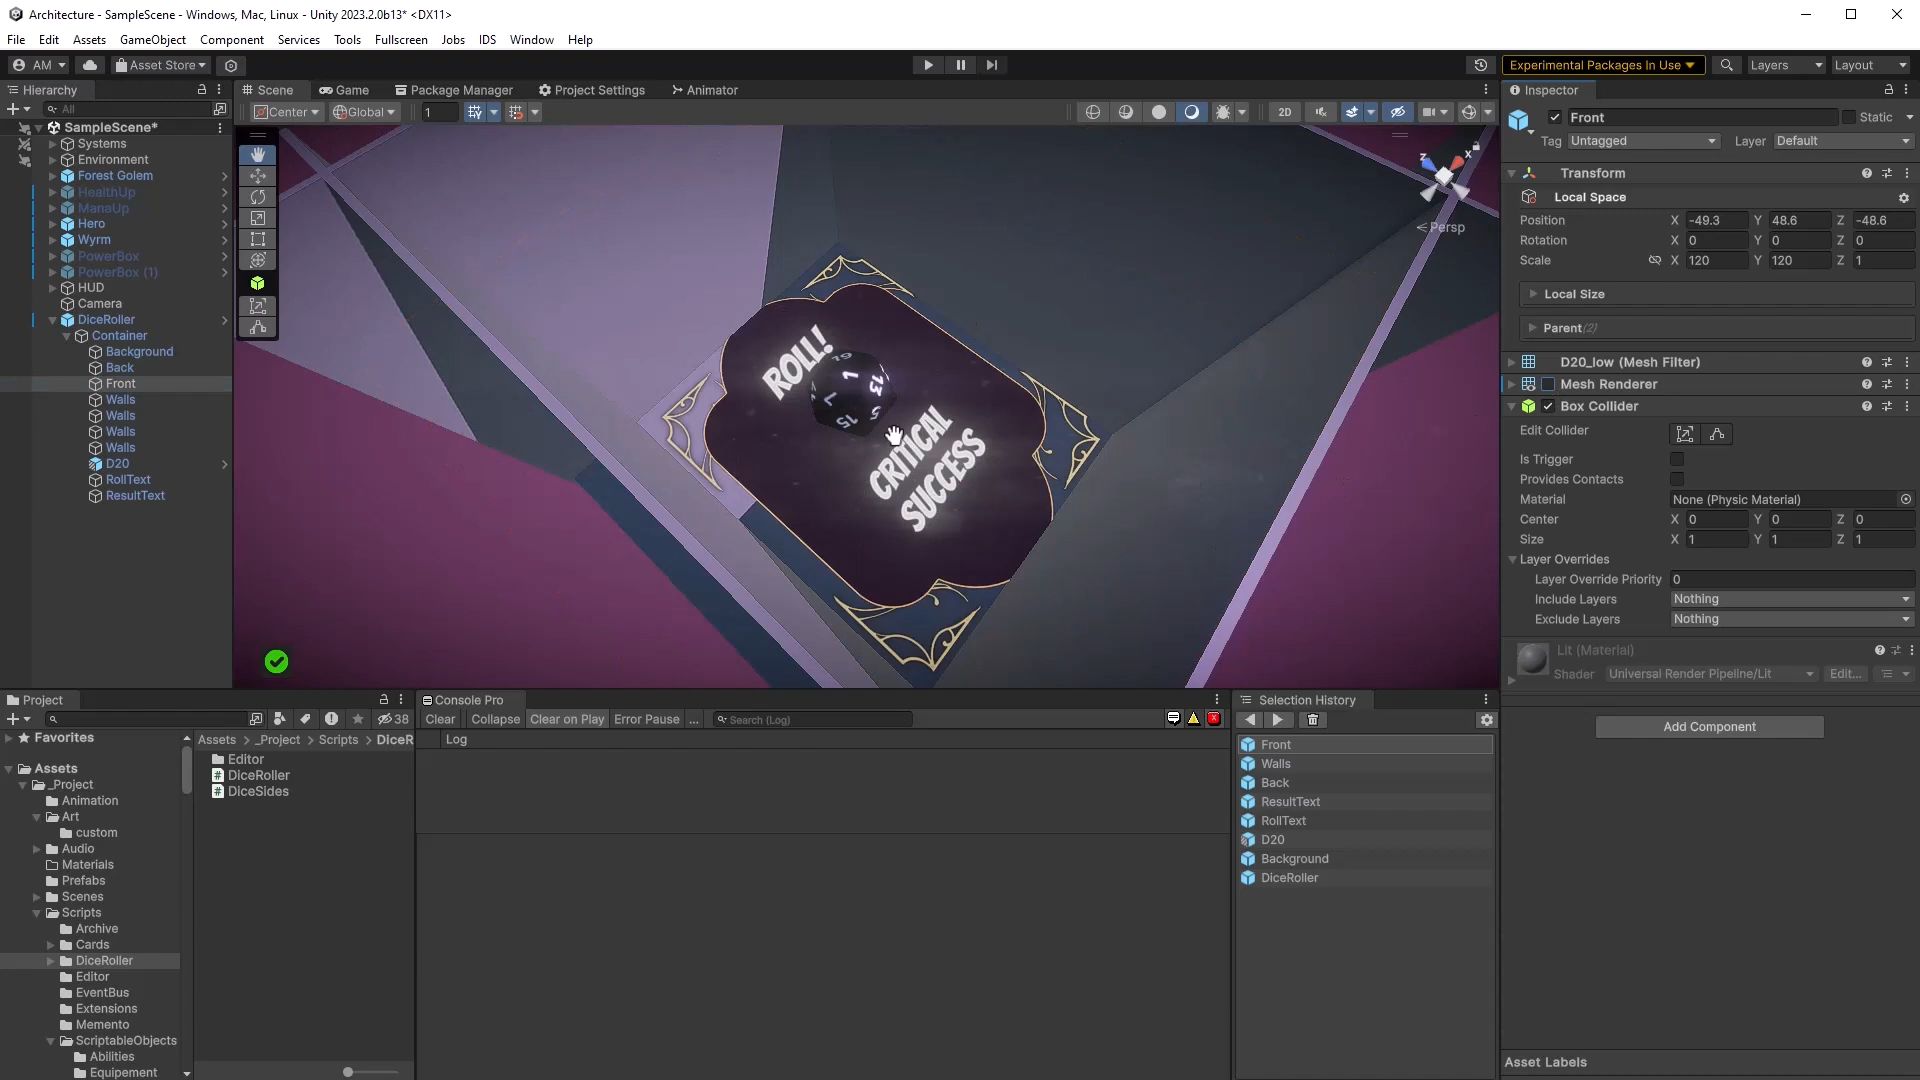 Architecture - SampleScene - Windows, Mac, Linux - Unity 2023.2.0b13* <DX11>
File Edit Assets GameObject Component Services Tools Fullscreen Jobs IDS Window Help
AM Asset Store Experimental Packages In Use Layers Layout
Hierarchy
All
SampleScene*
Systems
Environment
Forest Golem
HealthUp
ManaUp
Hero
Wyrm
PowerBox
PowerBox (1)
HUD
Camera
DiceRoller
Container
Background
Back
Front
Walls
Walls
Walls
Walls
D20
RollText
ResultText
Scene Game Package Manager Project Settings Animator
Center Global 1 2D
Persp
X
Z
ROLL!
19
1
13
7
5
15
CRITICAL
SUCCESS
Inspector
Front Static
Tag Untagged Layer Default
Transform
Local Space
Position X -49.3 Y 48.6 Z -48.6
Rotation X 0 Y 0 Z 0
Scale X 120 Y 120 Z 1
Local Size
Parent(2)
D20_low (Mesh Filter)
Mesh Renderer
Box Collider
Edit Collider
Is Trigger
Provides Contacts
Material None (Physic Material)
Center X 0 Y 0 Z 0
Size X 1 Y 1 Z 1
Layer Overrides
Layer Override Priority 0
Include Layers Nothing
Exclude Layers Nothing
Lit (Material)
Shader Universal Render Pipeline/Lit Edit...
Add Component
Asset Labels
Project
38
Favorites
Assets
_Project
Animation
Art
custom
Audio
Materials
Prefabs
Scenes
Scripts
Archive
Cards
DiceRoller
Editor
EventBus
Extensions
Memento
ScriptableObjects
Abilities
Equipement
Assets > _Project > Scripts > DiceR
Editor
DiceRoller
DiceSides
Console Pro
Clear Collapse Clear on Play Error Pause ... Search (Log)
Log
Selection History
Front
Walls
Back
ResultText
RollText
D20
Background
DiceRoller